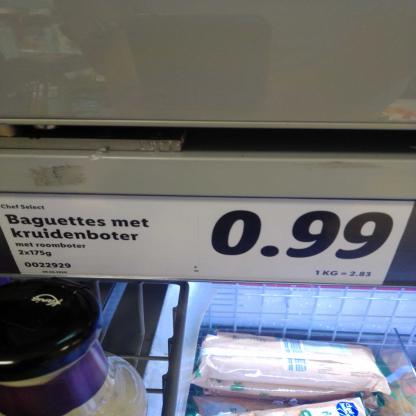 Chef Select
Baguettes met
kruidenboter
met roomboter
2x175g
0022929
0.99
1 KG = 2.83